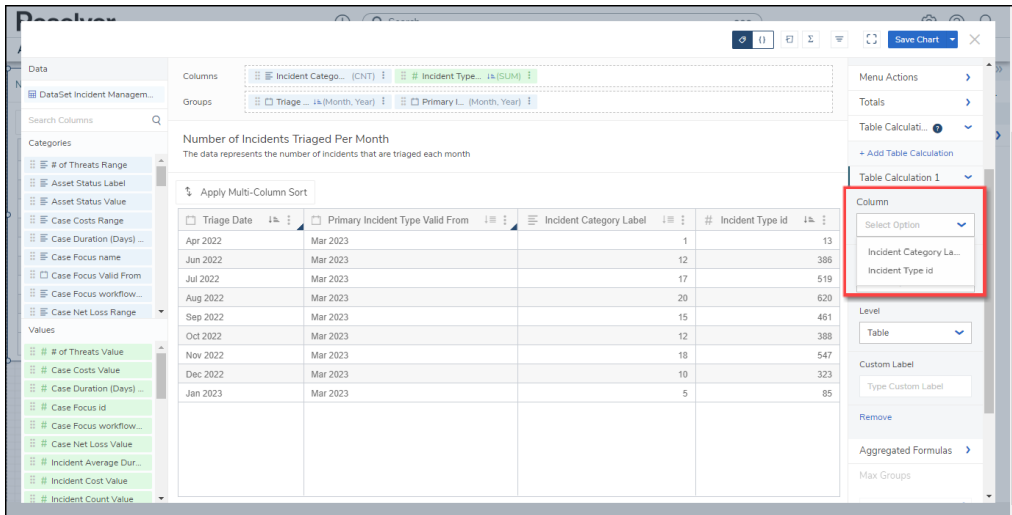 Resolver
Search
Σ
Save Chart
Data
DataSet Incident Managem...
Search Columns
Categories
# of Threats Range
Asset Status Label
Asset Status Value
Case Costs Range
Case Duration (Days) ...
Case Focus name
Case Focus Valid From
Case Focus workflow...
Case Net Loss Range
Values
# # of Threats Value
# Case Costs Value
# Case Duration (Days) ...
# Case Focus id
# Case Focus workflow...
# Case Net Loss Value
# Incident Average Dur...
# Incident Cost Value
# Incident Count Value
Columns
Incident Catego... (CNT)
# Incident Type... (SUM)
Groups
Triage ... (Month, Year)
Primary I... (Month, Year)
Number of Incidents Triaged Per Month
The data represents the number of incidents that are triaged each month
Apply Multi-Column Sort
Triage Date Primary Incident Type Valid From Incident Category Label # Incident Type id
Apr 2022 Mar 2023 1 13
Jun 2022 Mar 2023 12 386
Jul 2022 Mar 2023 17 519
Aug 2022 Mar 2023 20 620
Sep 2022 Mar 2023 15 461
Oct 2022 Mar 2023 12 388
Nov 2022 Mar 2023 18 547
Dec 2022 Mar 2023 10 323
Jan 2023 Mar 2023 5 85
Menu Actions
Totals
Table Calculati... ?
+ Add Table Calculation
Table Calculation 1
Column
Select Option
Incident Category La...
Incident Type id
Level
Table
Custom Label
Type Custom Label
Remove
Aggregated Formulas
Max Groups